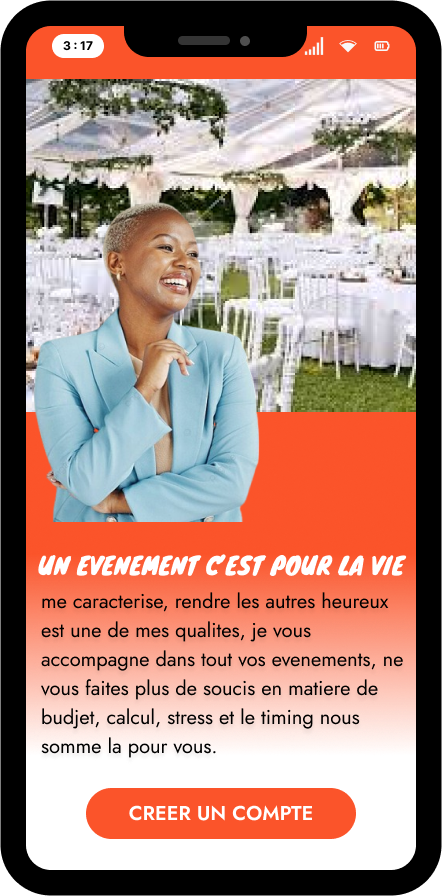 3:17
UN EVENEMENT C'EST POUR LA VIE
me caracterise, rendre les autres heureux
est une de mes qualites, je vous
accompagne dans tout vos evenements, ne
vous faites plus de soucis en matiere de
budjet, calcul, stress et le timing nous
somme la pour vous.
CREER UN COMPTE